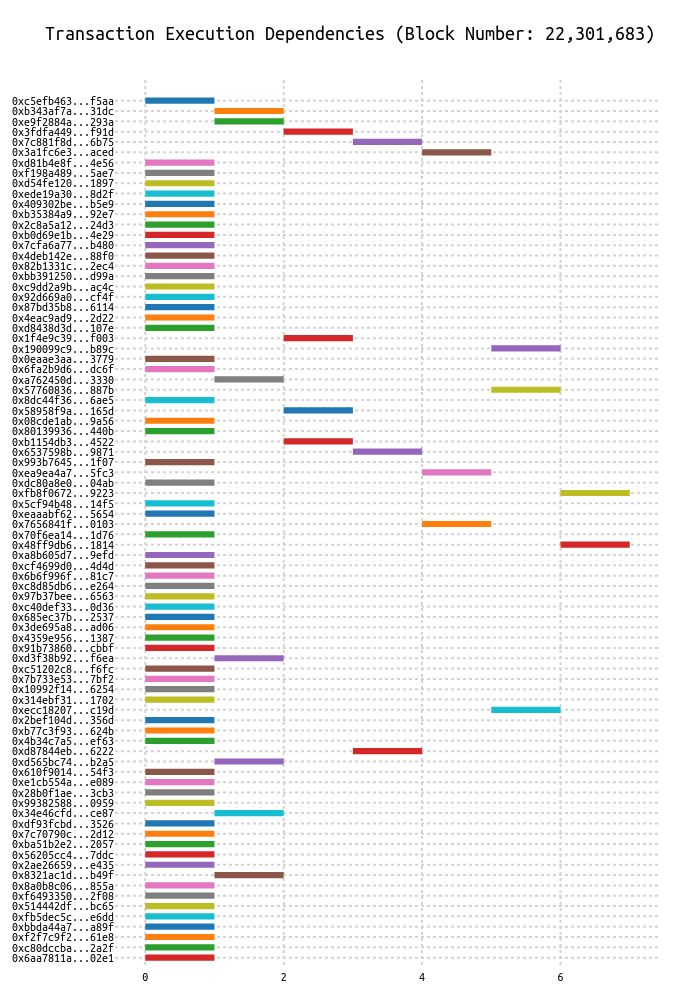 Transaction Execution Dependencies (Block Number: 22,301,683)
0xc5efb463...f5aa
0xb343af7a...31dc
0xe9f2884a...293a
0x3fdfa449...f91d
0x7c881f8d...6b75
0x3a1fc6e3...aced
0xd81b4e8f...4e56
0xf198a489...5ae7
0xd54fe120...1897
0xede19a30...8d2f
0x409302be...b5e9
0xb35384a9...92e7
0x2c8a5a12...24d3
0xb0d69e1b...4e29
0x7cfa6a77...b480
0x4deb142e...88f0
0x82b1331c...2ec4
0xbb391250...d99a
0xc9dd2a9b...ac4c
0x92d669a0...cf4f
0x87bd35b8...6114
0x4eac9ad9...2d22
0xd8438d3d...107e
0x1f4e9c39...f003
0x190099c9...b89c
0x0eaae3aa...3779
0x6fa2b9d6...dc6f
0xa762450d...3330
0x57760836...887b
0x8dc44f36...6ae5
0x58958f9a...165d
0x08cde1ab...9a56
0x80139936...440b
0xb1154db3...4522
0x6537598b...9871
0x993b7645...1f07
0xea9ea4a7...5fc3
0xdc80a8e0...04ab
0xfb8f0672...9223
0x5cf94b48...14f5
0xeaaabf62...5654
0x7656841f...0103
0x70f6ea14...1d76
0x48ff9db6...1814
0xa8b605d7...9efd
0xcf4699d0...4d4d
0x6b6f996f...81c7
0xc8d85db6...e264
0x97b37bee...6563
0xc40def33...0d36
0x685ec37b...2537
0x3de695a8...ad06
0x4359e956...1387
0x91b73860...cbbf
0xd3f38b92...f6ea
0xc51202c8...f6fc
0x7b733e53...7bf2
0x10992f14...6254
0x314ebf31...1702
0xecc18207...c19d
0x2bef104d...356d
0xb77c3f93...624b
0x4b34c7a5...ef63
0xd87844eb...6222
0xd565bc74...b2a5
0x610f9014...54f3
0xe1cb554a...e089
0x28b0f1ae...3cb3
0x99382588...0959
0x34e46cfd...ce87
0xdf93fcbd...3526
0x7c70790c...2d12
0xba51b2e2...2057
0x56205cc4...7ddc
0x2ae26659...e435
0x8321ac1d...b49f
0x8a0b8c06...855a
0xf6493350...2f08
0x514442df...bc65
0xfb5dec5c...e6dd
0xbbda44a7...a89f
0xf2f7c9f2...61e8
0xc80dccba...2a2f
0x6aa7811a...02e1
0 2 4 6